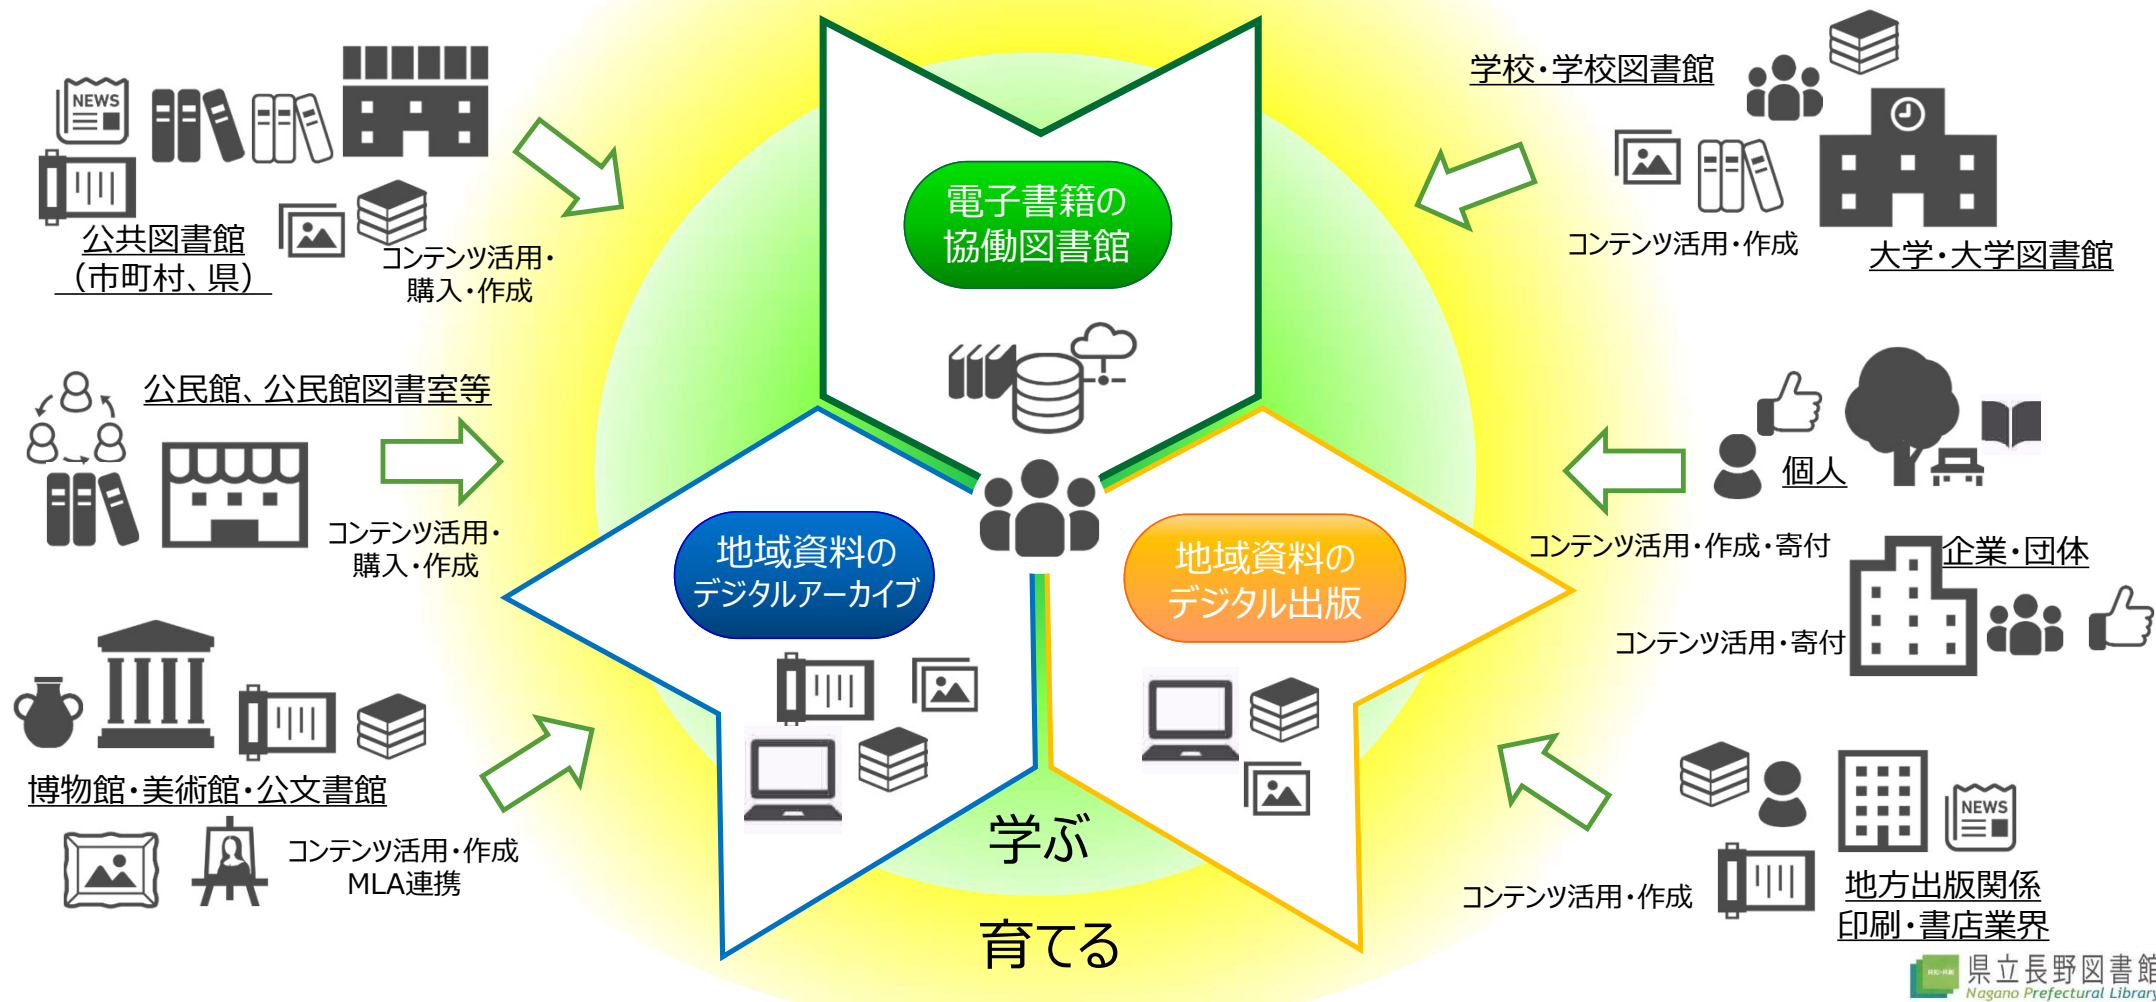 NEWS
公共図書館
（市町村、県）
コンテンツ活用・
購入・作成
公民館、公民館図書室等
コンテンツ活用・
購入・作成
博物館・美術館・公文書館
コンテンツ活用・作成
MLA連携
電子書籍の
協働図書館
地域資料の
デジタルアーカイブ
地域資料の
デジタル出版
学ぶ
育てる
学校・学校図書館
コンテンツ活用・作成
大学・大学図書館
個人
コンテンツ活用・作成・寄付
企業・団体
コンテンツ活用・寄付
NEWS
コンテンツ活用・作成
地方出版関係
印刷・書店業界
県立長野図書館
Nagano Prefectural Library